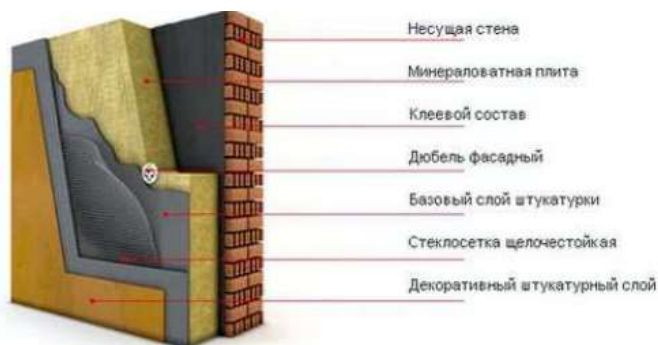 Несущая стена
Минераловатная плита
Клеевой состав
Дюбель фасадный
Базовый слой штукатурки
Стеклосетка щелочестойкая
Декоративный штукатурный слой